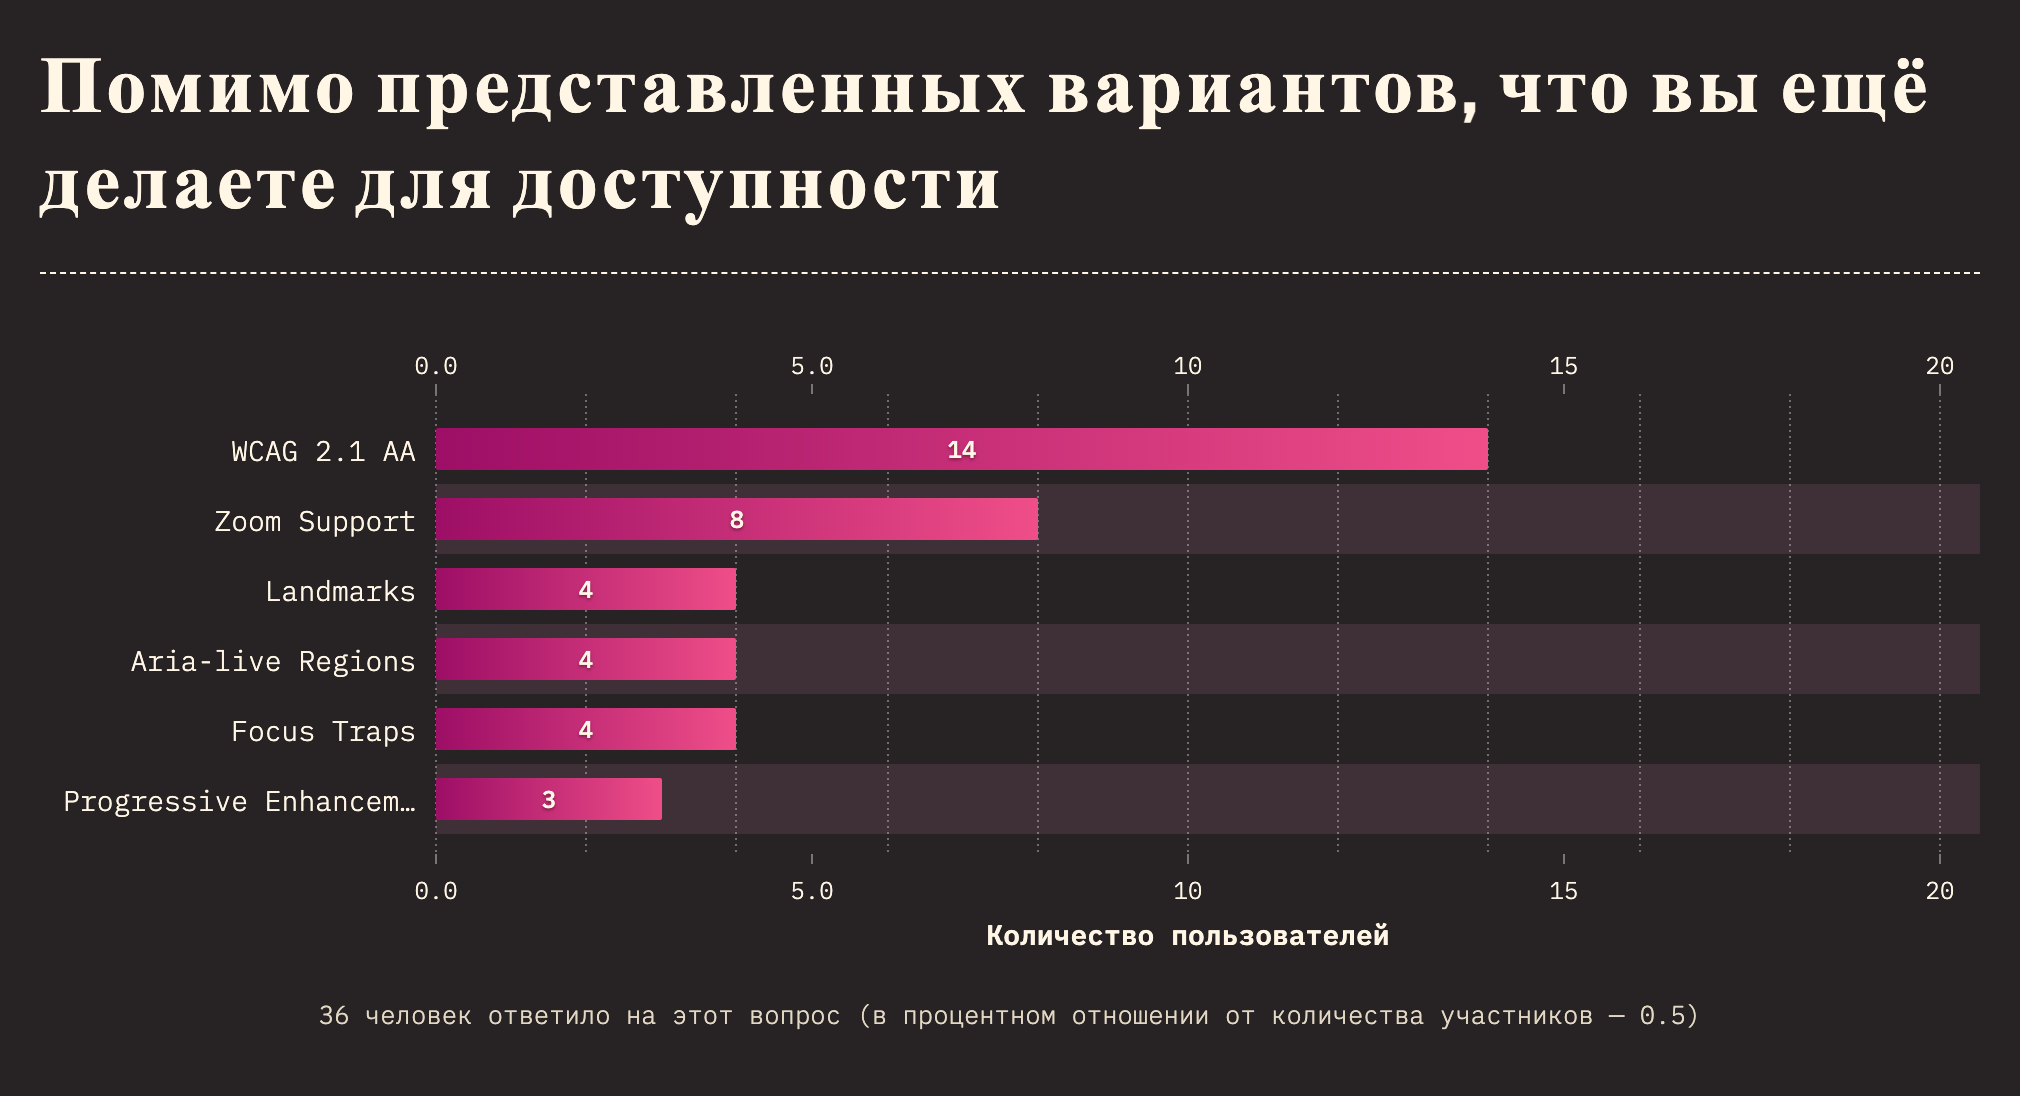 Помимо представленных вариантов, что вы ещё
делаете для доступности
0.0 5.0 10 15 20
WCAG 2.1 AA 14
Zoom Support 8
Landmarks 4
Aria-live Regions 4
Focus Traps 4
Progressive Enhancem… 3
0.0 5.0 10 15 20
Количество пользователей
36 человек ответило на этот вопрос (в процентном отношении от количества участников — 0.5)